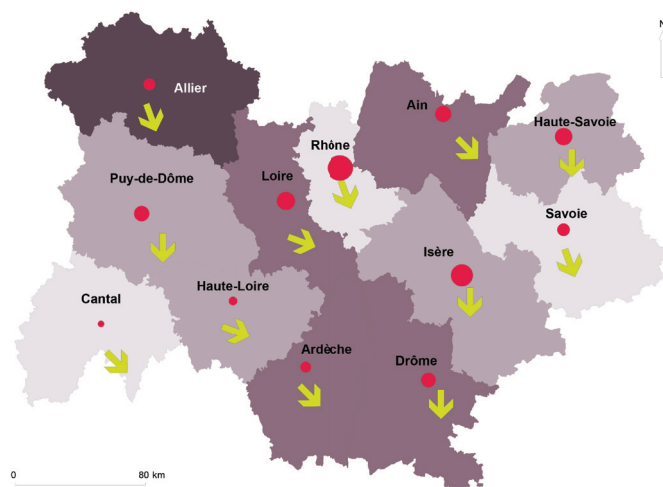 N
Allier
Ain
Haute-Savoie
Rhône
Puy-de-Dôme
Loire
Savoie
Isère
Haute-Loire
Cantal
Ardèche
Drôme
0
80 km